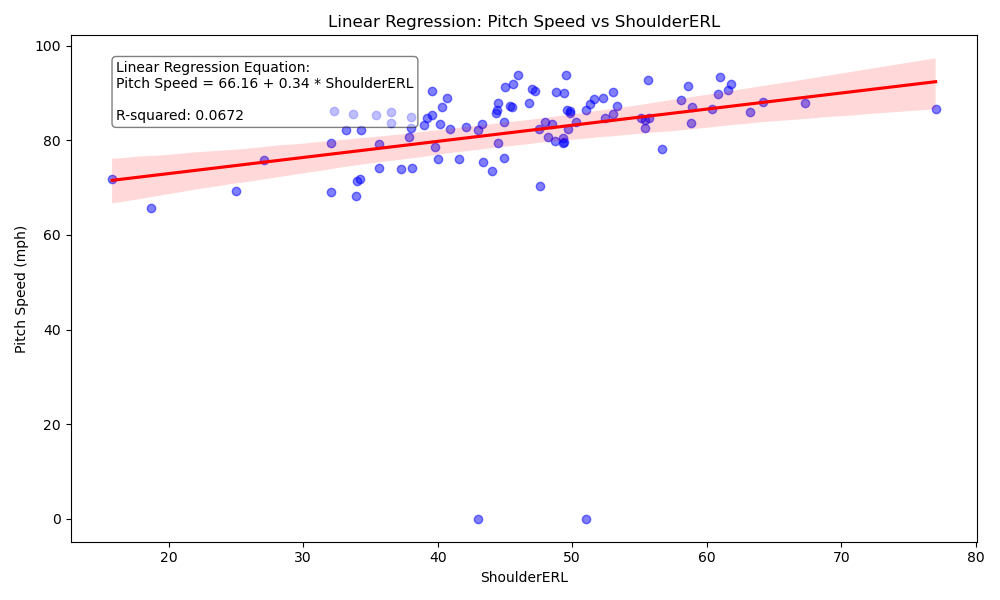 Linear Regression: Pitch Speed vs ShoulderERL
100
80
60
40
20
0
Pitch Speed (mph)
Linear Regression Equation:
Pitch Speed = 66.16 + 0.34 * ShoulderERL
R-squared: 0.0672
20 30 40 50 60 70 80
ShoulderERL